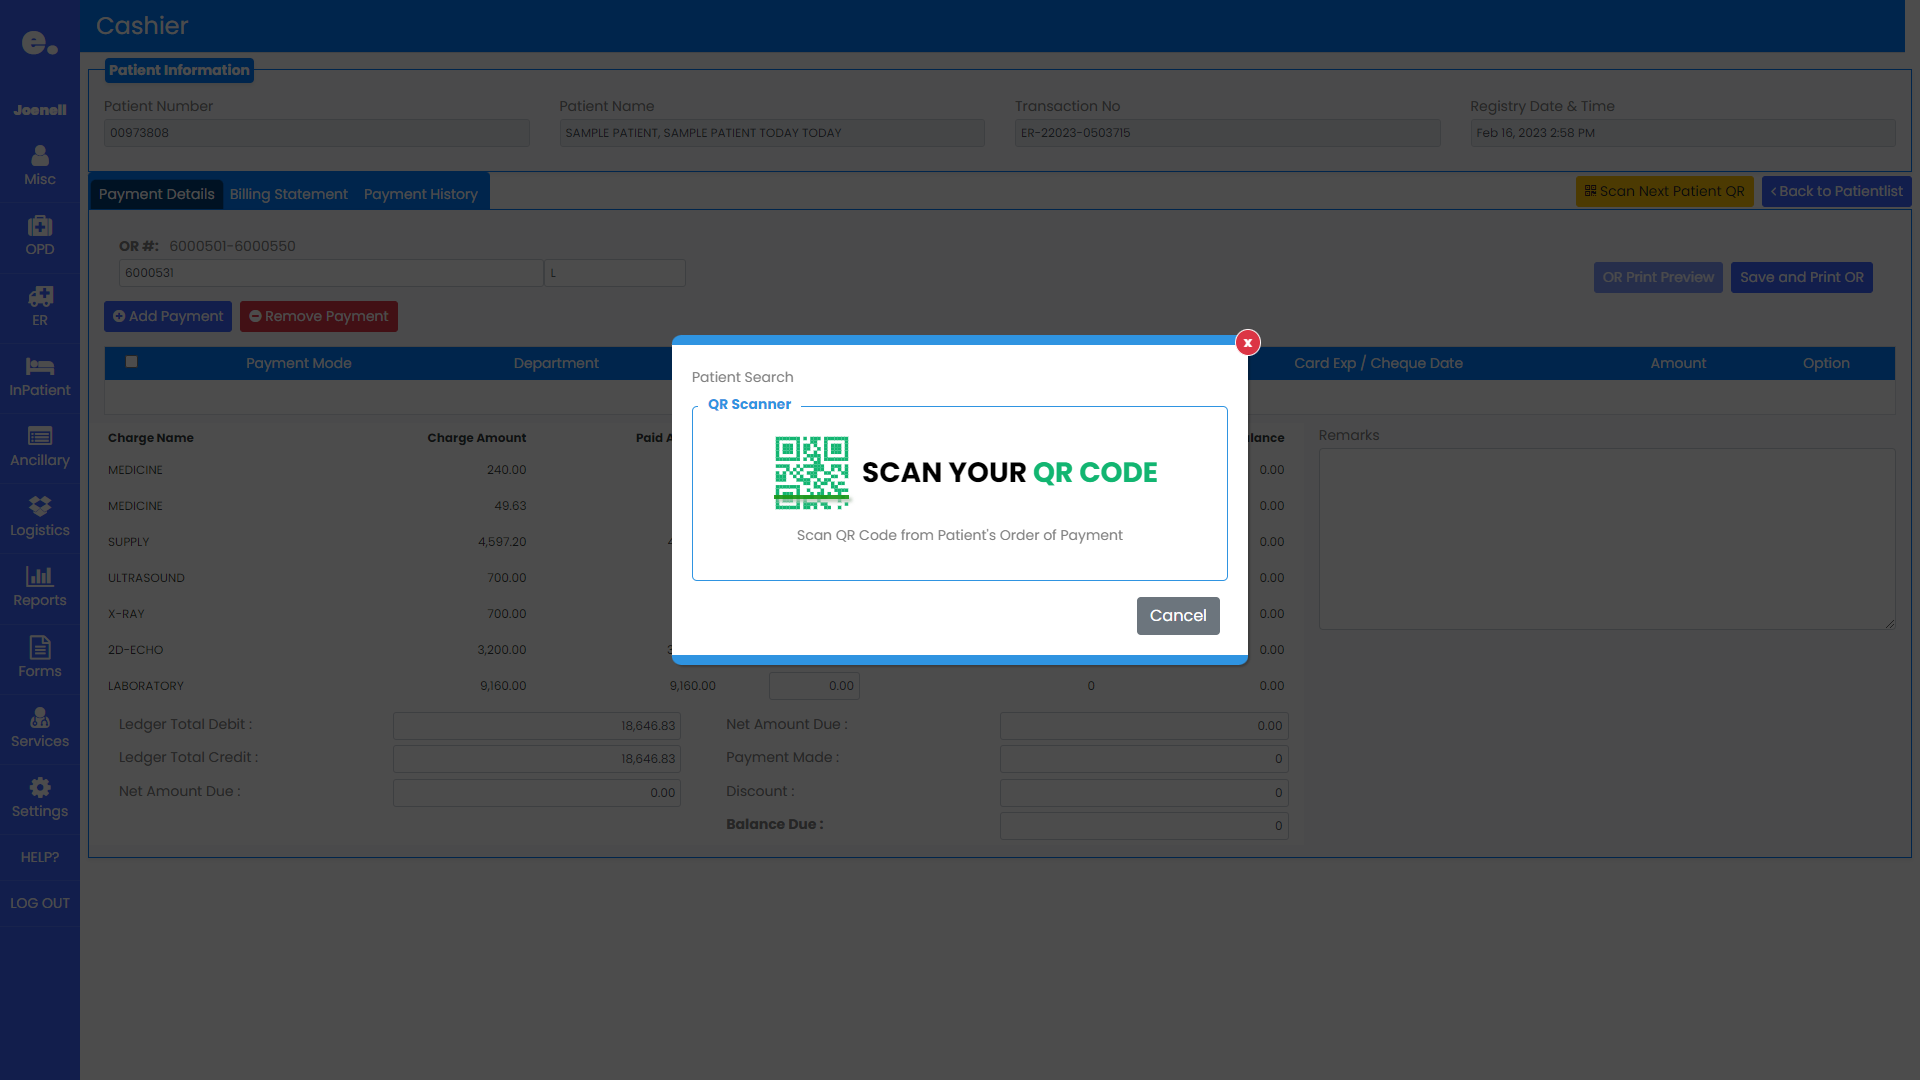 e.
Cashier
Joenell
Misc
OPD
ER
InPatient
Ancillary
Logistics
Reports
Forms
Services
Settings
HELP?
LOG OUT
Patient Information
Patient Number Patient Name Transaction No Registry Date & Time
00973808 SAMPLE PATIENT, SAMPLE PATIENT TODAY TODAY ER-22023-0503715 Feb 16, 2023 2:58 PM
Payment Details Billing Statement Payment History Scan Next Patient QR Back to Patientlist
OR #: 6000501-6000550
6000531 L
OR Print Preview Save and Print OR
Add Payment Remove Payment
Payment Mode Department Card Exp / Cheque Date Amount Option
Charge Name Charge Amount Paid A lance Remarks
MEDICINE 240.00 0.00
MEDICINE 49.63 0.00
SUPPLY 4,597.20 4 0.00
ULTRASOUND 700.00 0.00
X-RAY 700.00 0.00
2D-ECHO 3,200.00 3 0.00
LABORATORY 9,160.00 9,160.00 0.00 0 0.00
Ledger Total Debit : 18,646.83 Net Amount Due : 0.00
Ledger Total Credit : 18,646.83 Payment Made : 0
Net Amount Due : 0.00 Discount : 0
Balance Due : 0
x
Patient Search
QR Scanner
SCAN YOUR QR CODE
Scan QR Code from Patient's Order of Payment
Cancel